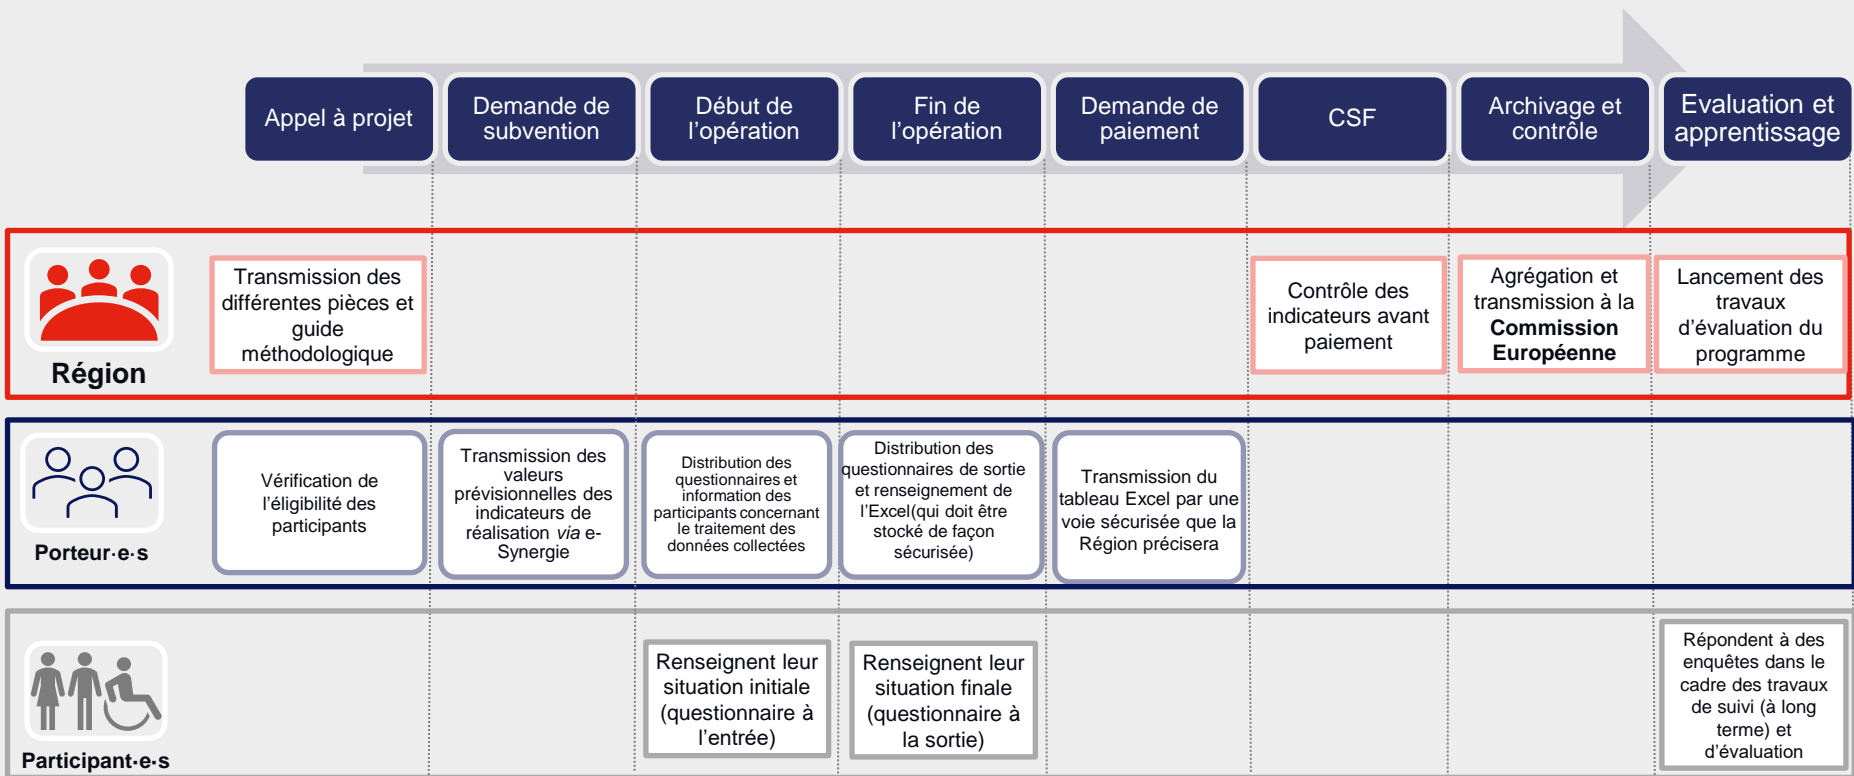 Appel à projet
Demande de
subvention
Début de
l'opération
Fin de
l'opération
Demande de
paiement
CSF
Archivage et
contrôle
Evaluation et
apprentissage
Région
Transmission des
différentes pièces et
guide
méthodologique
Contrôle des
indicateurs avant
paiement
Agrégation et
transmission à la
Commission
Européenne
Lancement des
travaux
d'évaluation du
programme
Porteur·e·s
Vérification de
l'éligibilité des
participants
Transmission des
valeurs
prévisionnelles des
indicateurs de
réalisation via e-
Synergie
Distribution des
questionnaires et
information des
participants concernant
le traitement des
données collectées
Distribution des
questionnaires de sortie
et renseignement de
l'Excel(qui doit être
stocké de façon
sécurisée)
Transmission du
tableau Excel par une
voie sécurisée que la
Région précisera
Participant·e·s
Renseignent leur
situation initiale
(questionnaire à
l'entrée)
Renseignent leur
situation finale
(questionnaire à
la sortie)
Répondent à des
enquêtes dans le
cadre des travaux
de suivi (à long
terme) et
d'évaluation